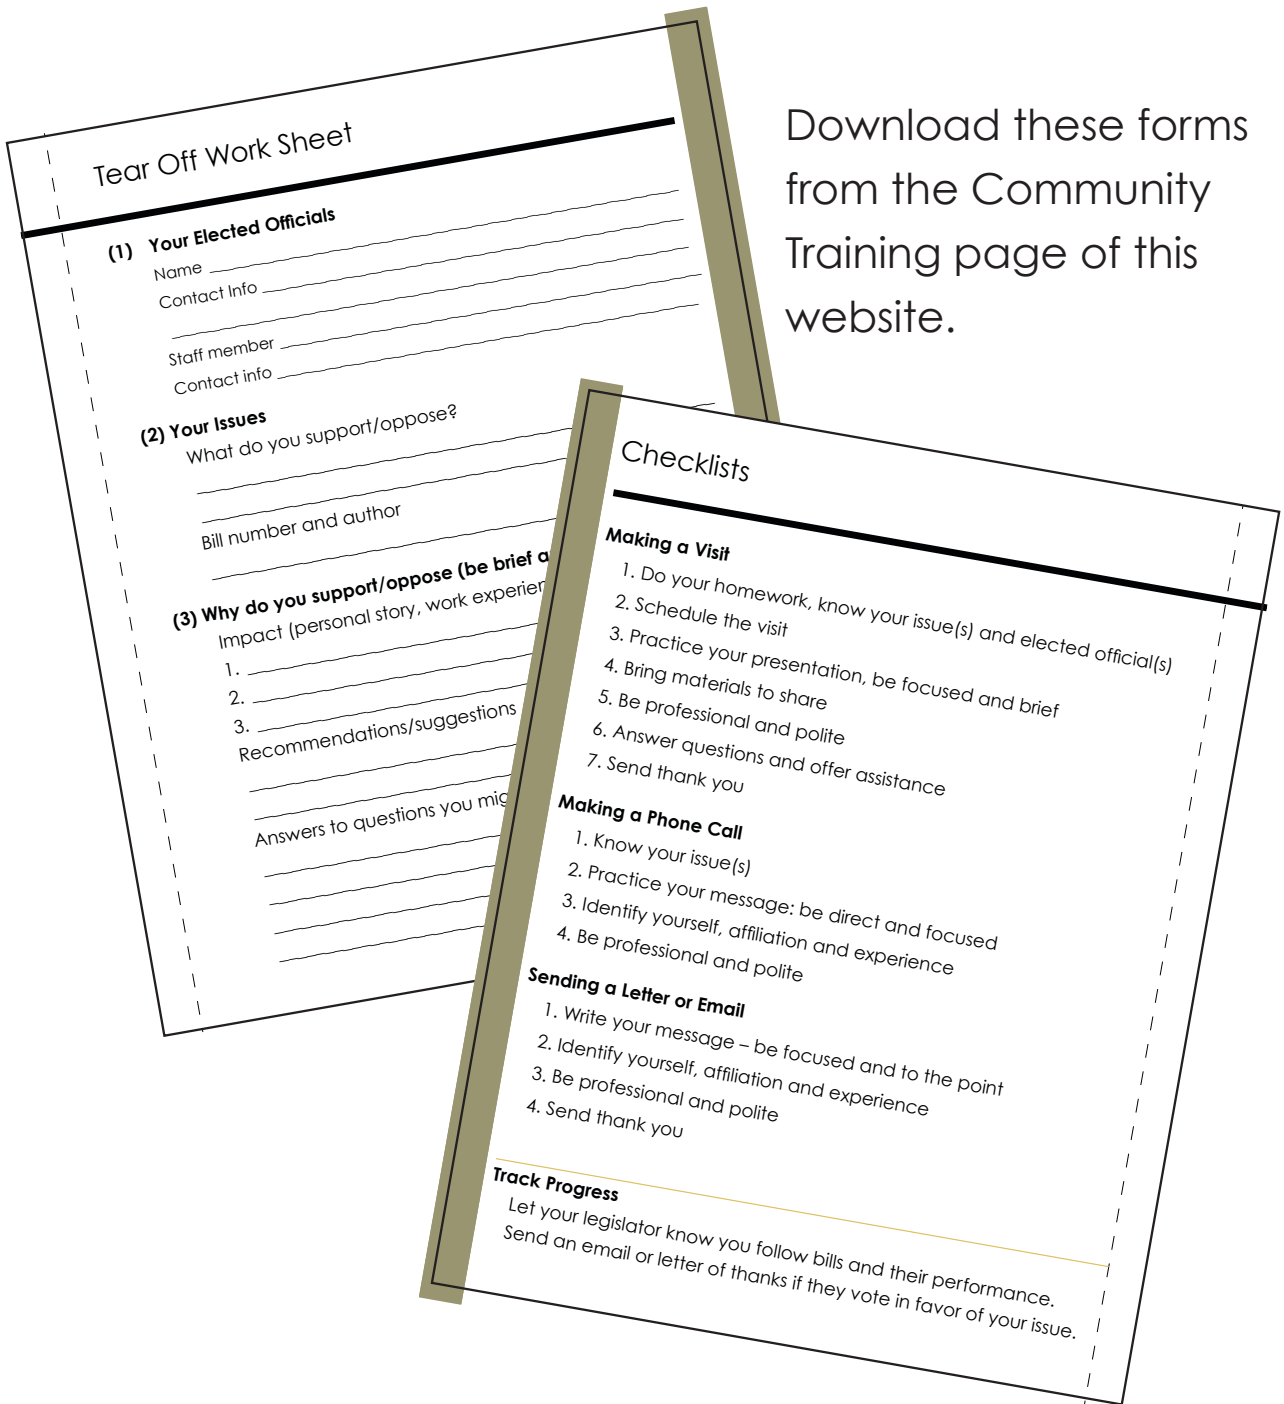 Tear Off Work Sheet
(1) Your Elected Officials
Name
Contact Info
Staff member
Contact info
(2) Your Issues
What do you support/oppose?
Bill number and author
(3) Why do you support/oppose (be brief
Impact (personal story, work
1.
2.
3.
Recommendations/suggestions
Answers to questions you
Download these forms
from the Community
Training page of this
website.
Checklists
Making a Visit
1. Do your homework, know your issue(s) and elected official(s)
2. Schedule the visit
3. Practice your presentation, be focused and brief
4. Bring materials to share
5. Be professional and polite
6. Answer questions and offer assistance
7. Send thank you
Making a Phone Call
1. Know your issue(s)
2. Practice your message: be direct and focused
3. Identify yourself, affiliation and experience
4. Be professional and polite
Sending a Letter or Email
1. Write your message – be focused and to the point
2. Identify yourself, affiliation and experience
3. Be professional and polite
4. Send thank you
Track Progress
Let your legislator know you follow bills and their performance.
Send an email or letter of thanks if they vote in favor of your issue.